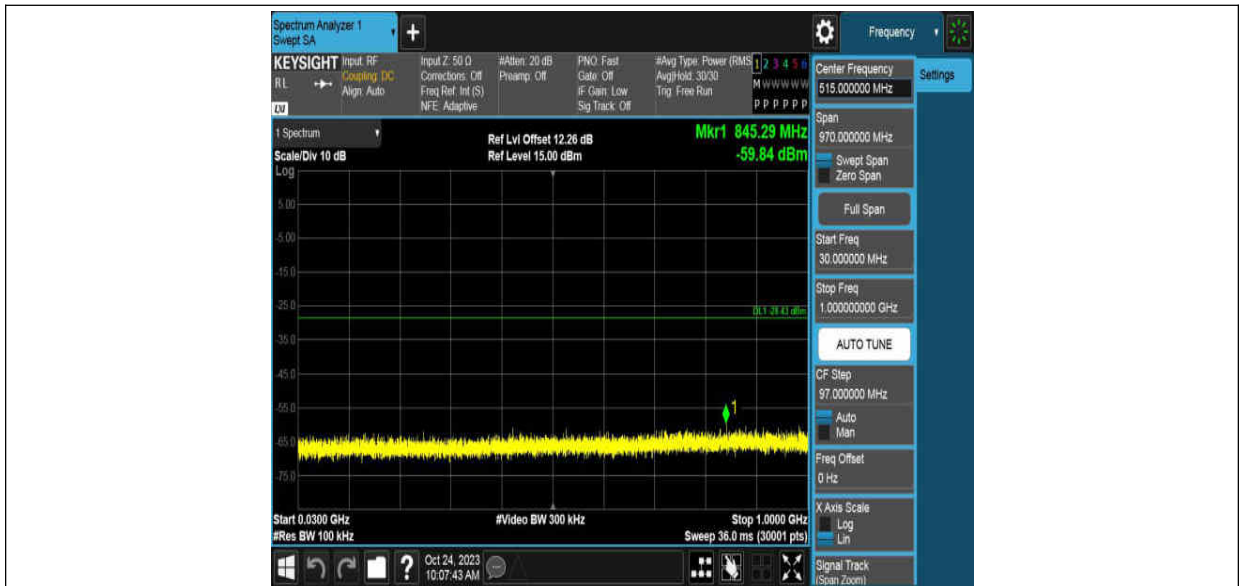 Spectrum Analyzer 1
Swept SA
+
Frequency
KEYSIGHT
RL
LXI
Input: RF
Coupling: DC
Align: Auto
Input Z: 50 Ω
Corrections: Off
Freq Ref: Int (S)
NFE: Adaptive
#Atten: 20 dB
Preamp: Off
PNO: Fast
Gate: Off
IF Gain: Low
Sig Track: Off
#Avg Type: Power (RMS
Avg|Hold: 30/30
Trig: Free Run
1 2 3 4 5 6
M W W W W W
P P P P P P
Center Frequency
515.000000 MHz
Settings
Span
970.000000 MHz
Swept Span
Zero Span
Full Span
Start Freq
30.000000 MHz
Stop Freq
1.000000000 GHz
AUTO TUNE
CF Step
97.000000 MHz
Auto
Man
Freq Offset
0 Hz
X Axis Scale
Log
Lin
Signal Track
(Span Zoom)
1 Spectrum
Scale/Div 10 dB
Log
Ref Lvl Offset 12.26 dB
Ref Level 15.00 dBm
Mkr1 845.29 MHz
-59.84 dBm
5.00
-5.00
-15.0
-25.0
DL1 -28.43 dBm
-35.0
-45.0
-55.0
1
-65.0
-75.0
Start 0.0300 GHz
#Video BW 300 kHz
Stop 1.0000 GHz
#Res BW 100 kHz
Sweep 36.0 ms (30001 pts)
?
Oct 24, 2023
10:07:43 AM